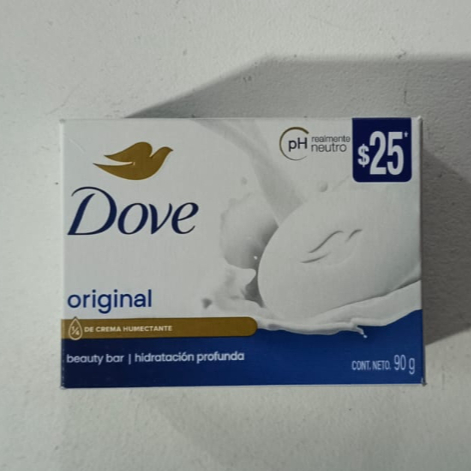 pH realmente
neutro
$25*
Dove
original
¼ DE CREMA HUMECTANTE
beauty bar | hidratación profunda
CONT. NETO. 90 g